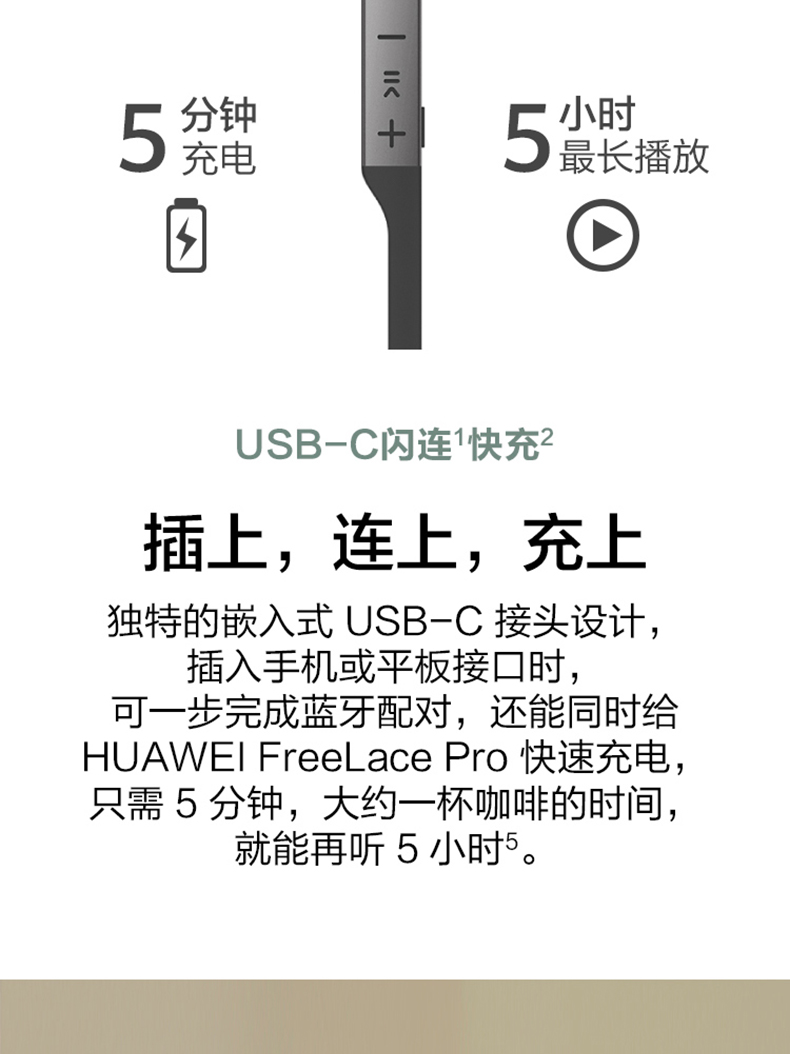 5 分钟
充电
5 小时
最长播放
USB-C闪连¹快充²
插上，连上，充上
独特的嵌入式 USB-C 接头设计，
插入手机或平板接口时，
可一步完成蓝牙配对，还能同时给
HUAWEI FreeLace Pro 快速充电，
只需 5 分钟，大约一杯咖啡的时间，
就能再听 5 小时⁵。